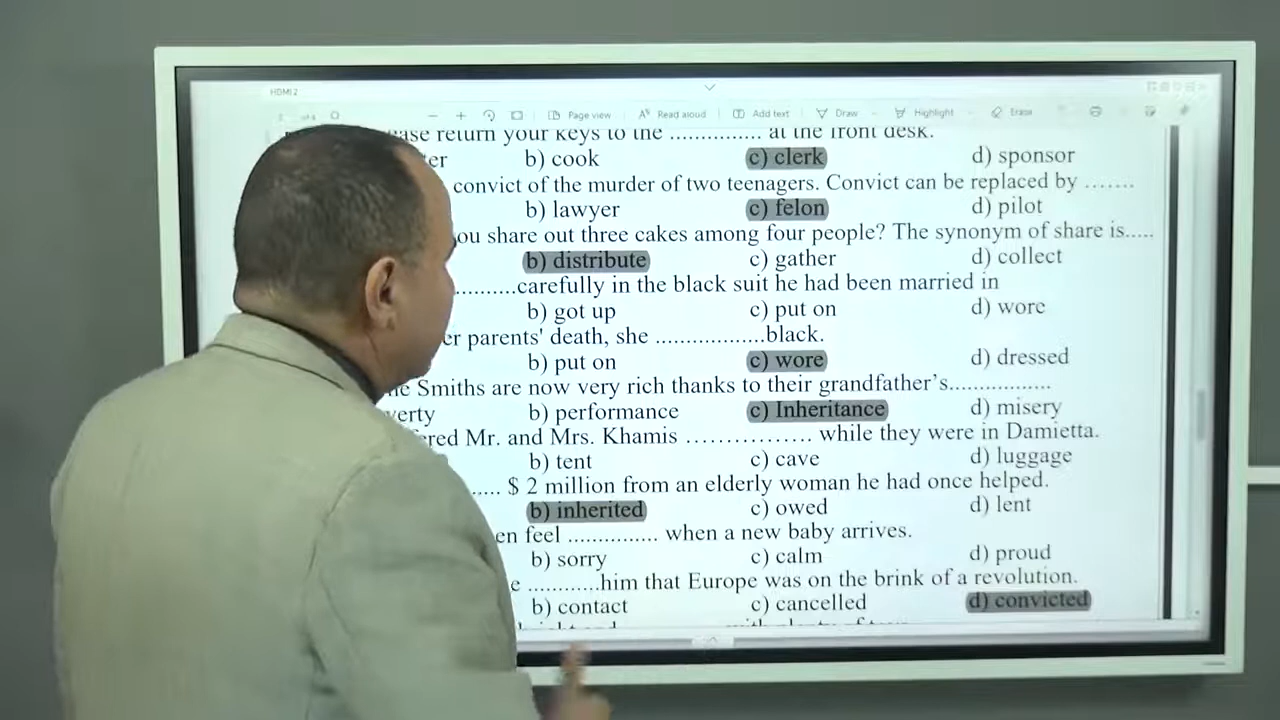 HDMI 2
Page view Read aloud Add text Draw Highlight Erase
return your keys to the ............... at the front desk.
b) cook c) clerk d) sponsor
convict of the murder of two teenagers. Convict can be replaced by .......
b) lawyer c) felon d) pilot
you share out three cakes among four people? The synonym of share is.....
b) distribute c) gather d) collect
..........carefully in the black suit he had been married in
b) got up c) put on d) wore
parents' death, she ..................black.
b) put on c) wore d) dressed
Smiths are now very rich thanks to their grandfather's.................
b) performance c) Inheritance d) misery
Mr. and Mrs. Khamis ................ while they were in Damietta.
b) tent c) cave d) luggage
..... $ 2 million from an elderly woman he had once helped.
b) inherited c) owed d) lent
feel ............... when a new baby arrives.
b) sorry c) calm d) proud
............him that Europe was on the brink of a revolution.
b) contact c) cancelled d) convicted